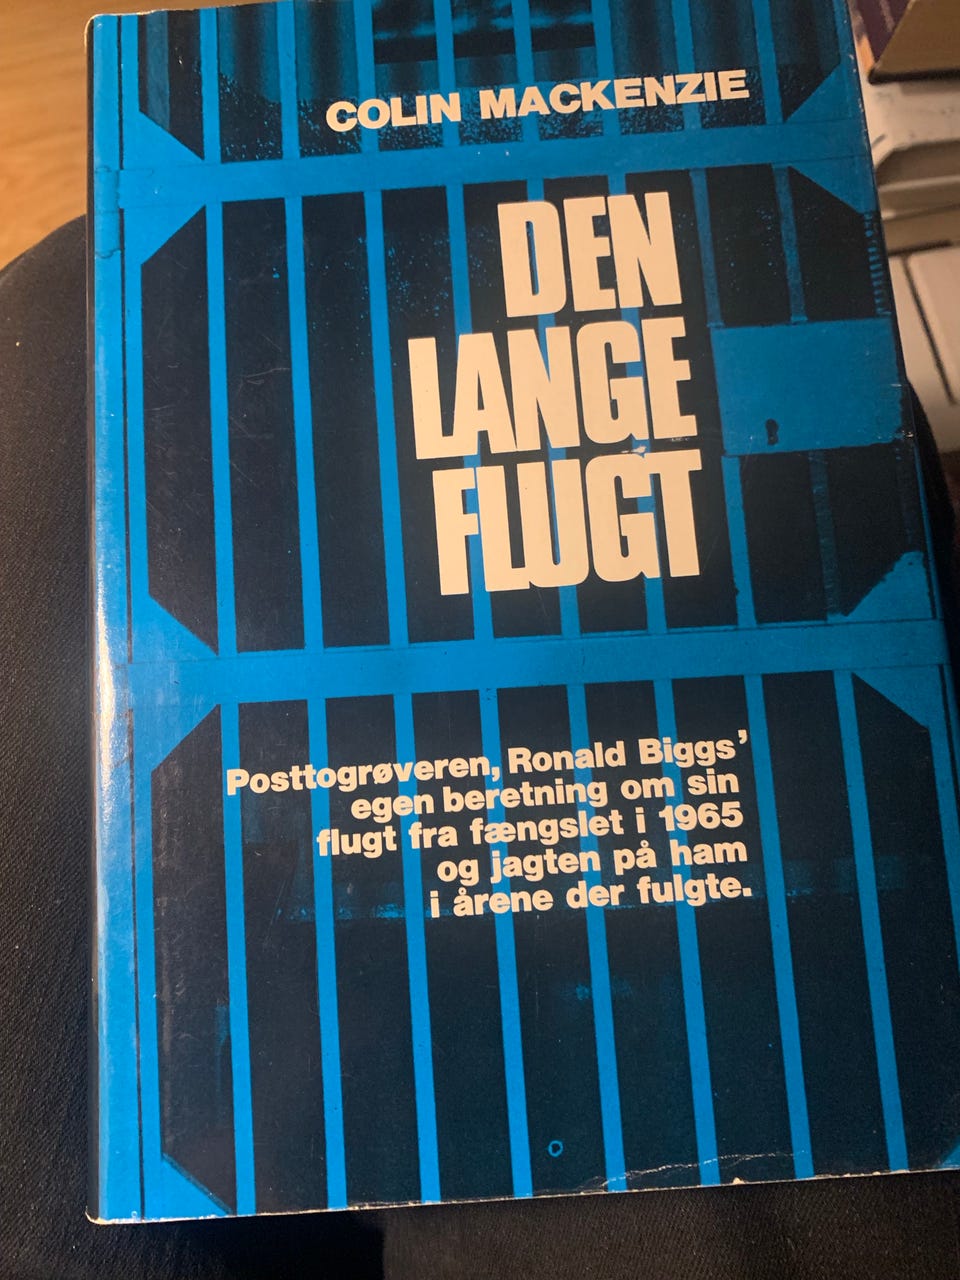 COLIN MACKENZIE
DEN
LANGE
FLUGT
Posttogrøveren, Ronald Biggs'
egen beretning om sin
flugt fra fængslet i 1965
og jagten på ham
i årene der fulgte.